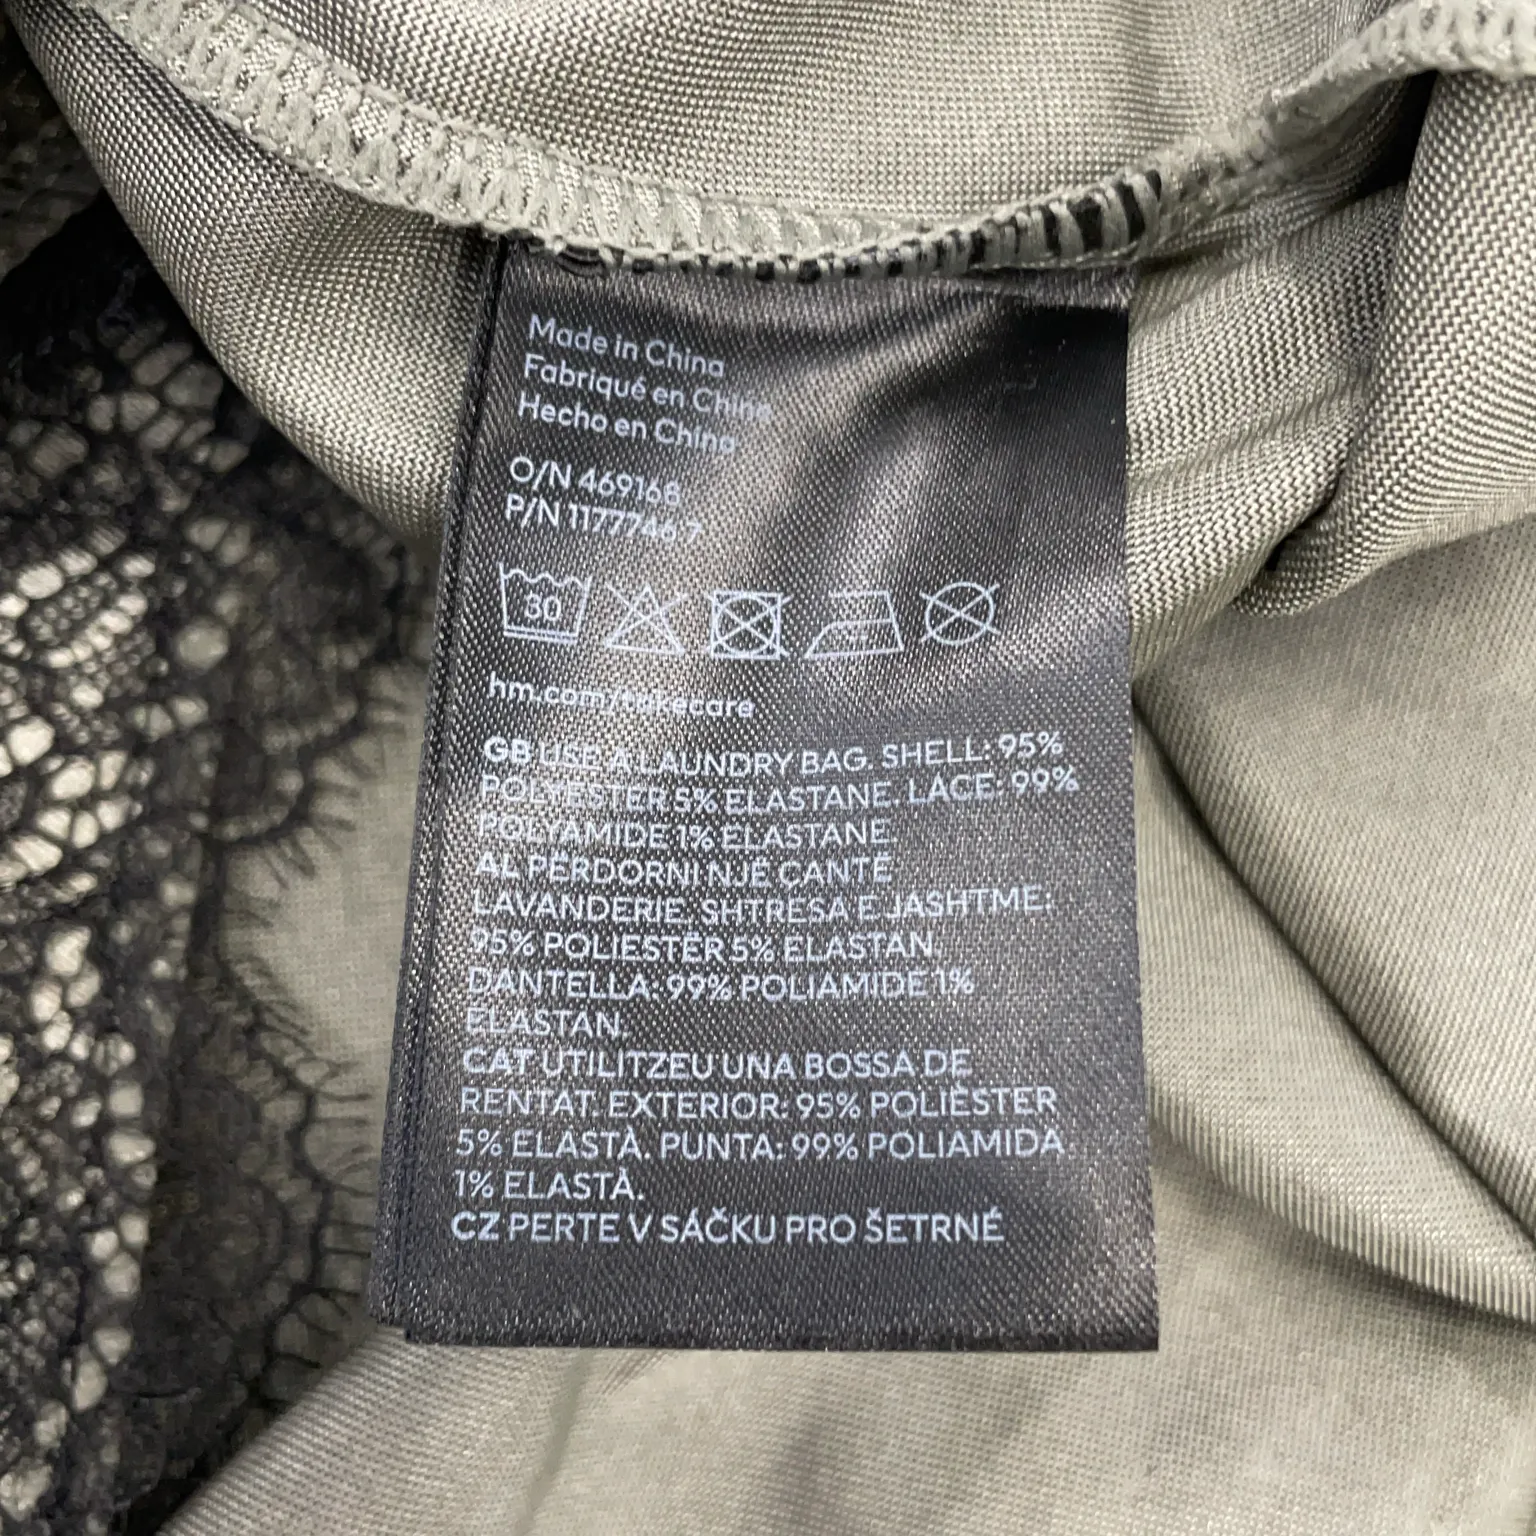 Made in China
Fabriqué en Chine
Hecho en China
O/N 469168
P/N 1177746 7
30
hm.com/takecare
GB USE A LAUNDRY BAG. SHELL: 95%
POLYESTER 5% ELASTANE. LACE: 99%
POLYAMIDE 1% ELASTANE
AL PËRDORNI NJË ÇANTË
LAVANDERIE. SHTRESA E JASHTME:
95% POLIESTËR 5% ELASTAN.
DANTELLA: 99% POLIAMIDE 1%
ELASTAN.
CAT UTILITZEU UNA BOSSA DE
RENTAT. EXTERIOR: 95% POLIÈSTER
5% ELASTÀ. PUNTA: 99% POLIAMIDA
1% ELASTÀ.
CZ PERTE V SÁČKU PRO ŠETRNÉ